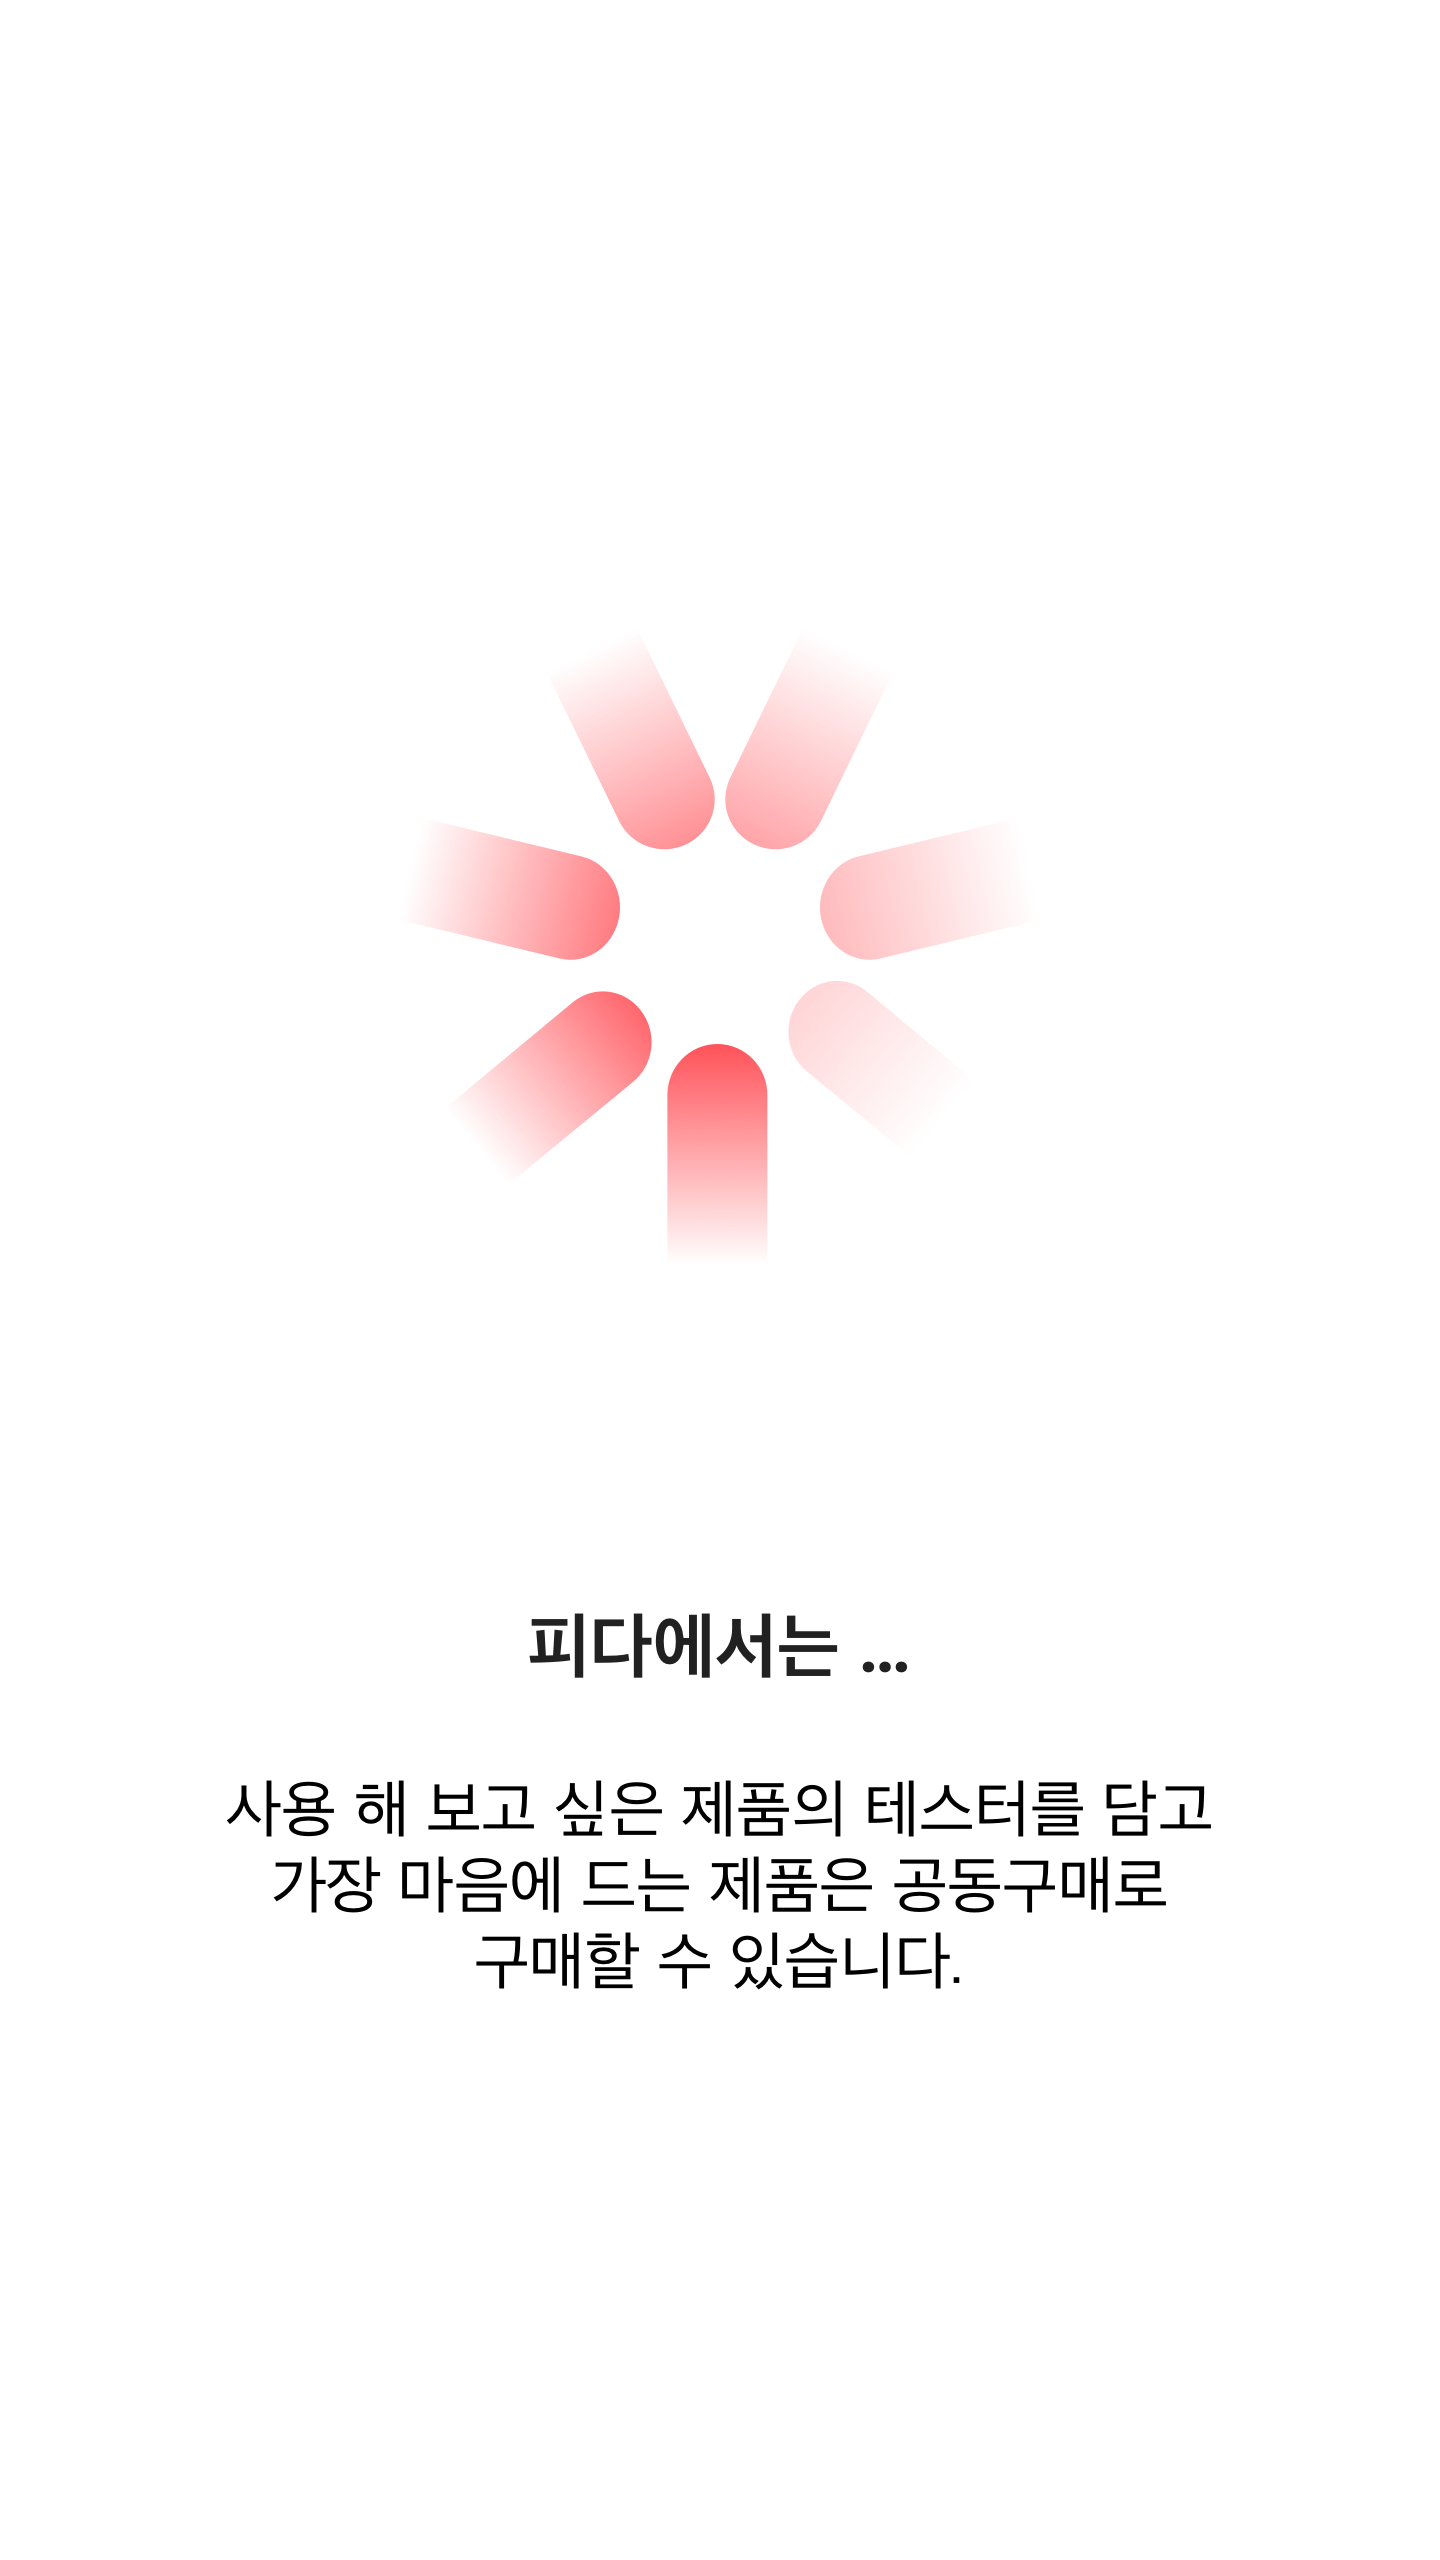 피다에서는 ...
사용 해 보고 싶은 제품의 테스터를 담고
가장 마음에 드는 제품은 공동구매로
구매할 수 있습니다.